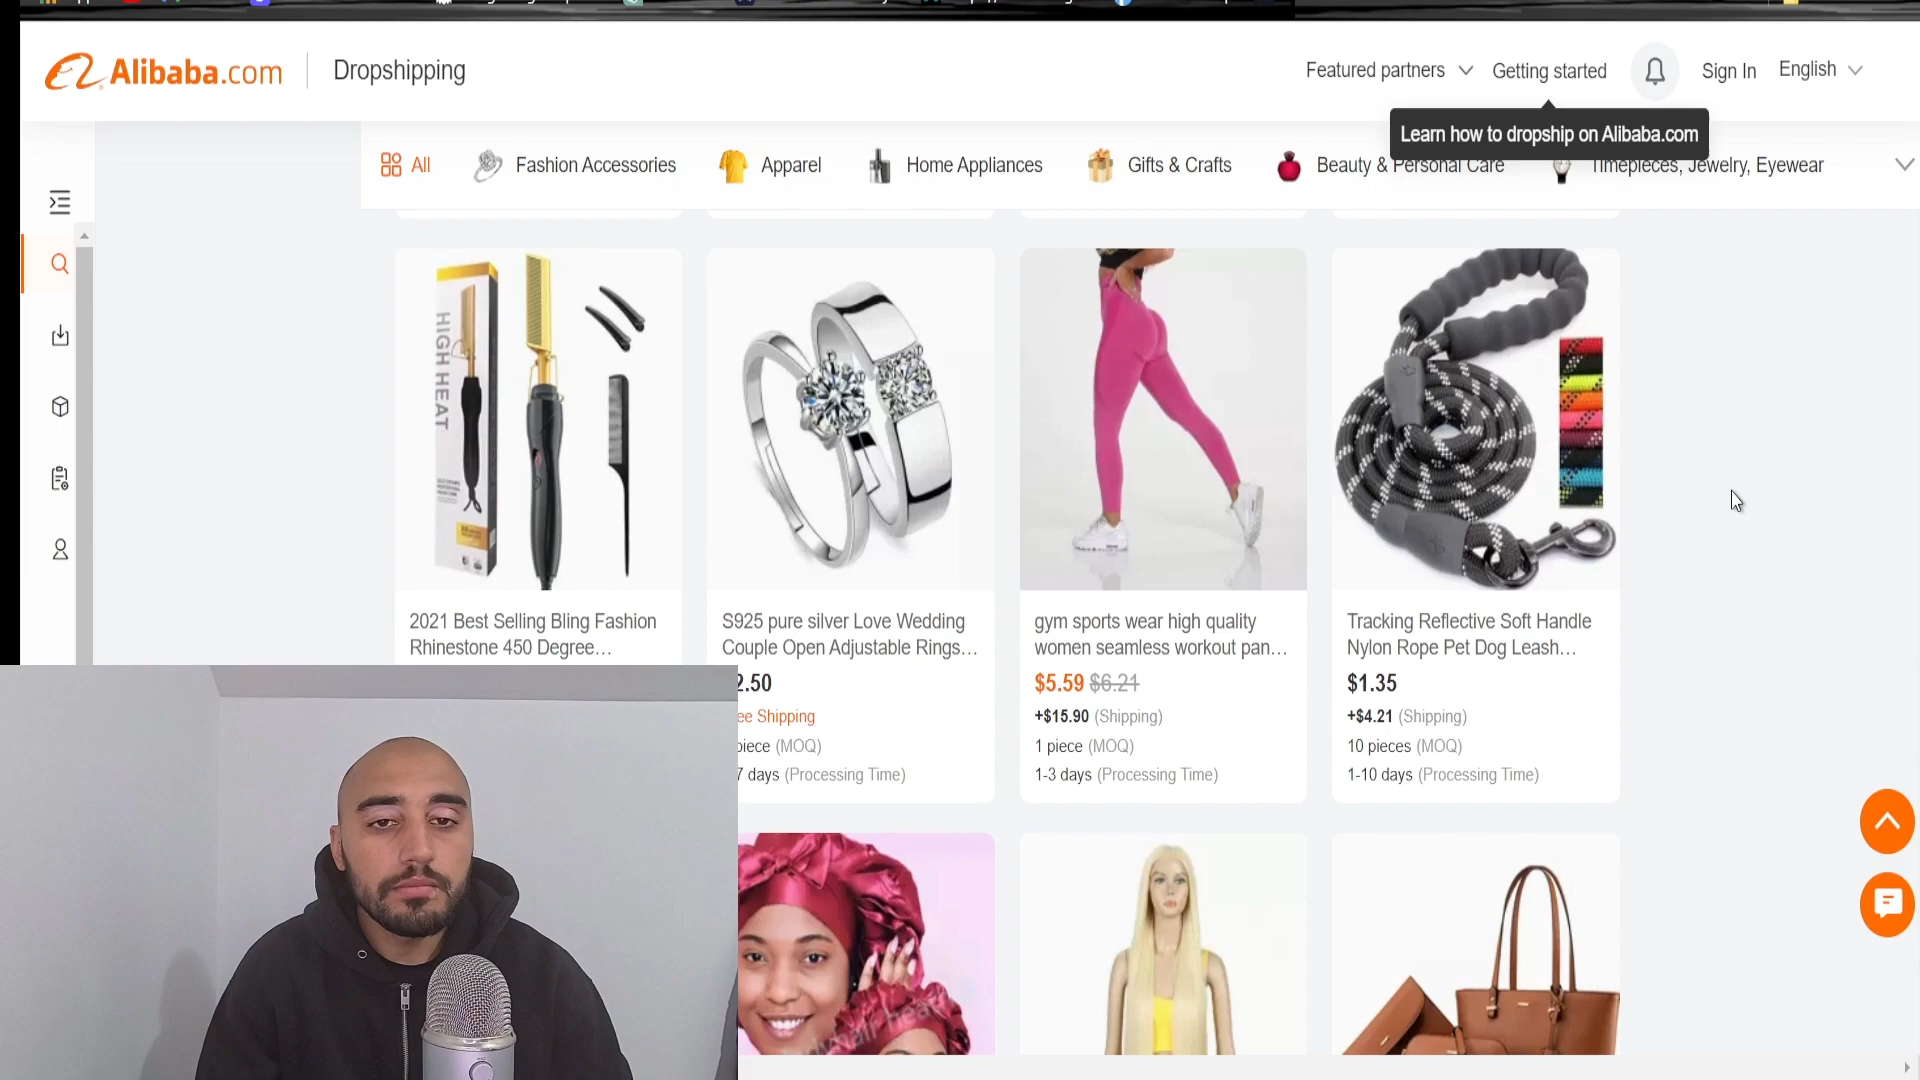 Alibaba.com
Dropshipping
Featured partners
Getting started
Sign In
English
Learn how to dropship on Alibaba.com
All
Fashion Accessories
Apparel
Home Appliances
Gifts & Crafts
Beauty & Personal Care
Timepieces, Jewelry, Eyewear
HIGH HEAT
2021 Best Selling Bling Fashion
Rhinestone 450 Degree...
S925 pure silver Love Wedding
Couple Open Adjustable Rings...
2.50
ee Shipping
piece (MOQ)
7 days (Processing Time)
gym sports wear high quality
women seamless workout pan...
$5.59 $6.21
+$15.90 (Shipping)
1 piece (MOQ)
1-3 days (Processing Time)
Tracking Reflective Soft Handle
Nylon Rope Pet Dog Leash...
$1.35
+$4.21 (Shipping)
10 pieces (MOQ)
1-10 days (Processing Time)